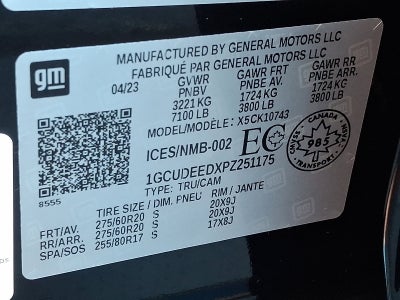 gm
MANUFACTURED BY GENERAL MOTORS LLC
FABRIQUÉ PAR GENERAL MOTORS LLC
04/23 GVWR GAWR FRT GAWR RR
PNBV PNBE AV. PNBE ARR.
3221 KG 1724 KG 1724 KG
7100 LB 3800 LB 3800 LB
MODEL/MODÈLE: X5CK10743
ICES/NMB-002 EC
CANADA
985
TRANSPORT
1GCUDEEDXPZ251175
8555
TYPE: TRU/CAM
TIRE SIZE / DIM. PNEU RIM / JANTE
FRT/AV. 275/60R20 S 20X9J
RR/ARR. 275/60R20 S 20X9J
SPA/SOS 255/80R17 S 17X8J